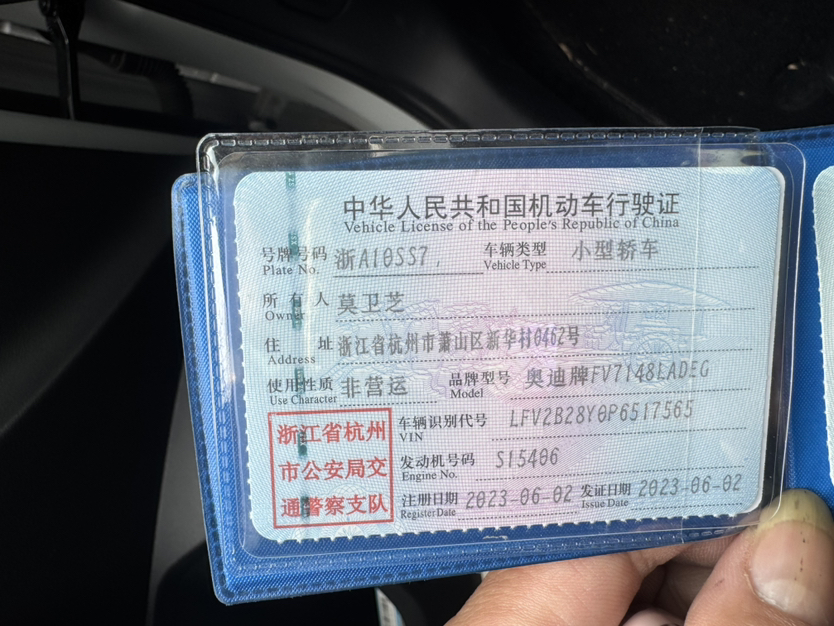 中华人民共和国机动车行驶证
Vehicle License of the People's Republic of China
号牌号码 浙A10SS7 车辆类型 小型轿车
Plate No. Vehicle Type
所有人 莫卫芝
Owner
住址 浙江省杭州市萧山区新华村0462号
Address
使用性质 非营运 品牌型号 奥迪牌FV7148LADEG
Use Character Model
浙江省杭州
市公安局交
通警察支队
车辆识别代号 LFV2B28Y0P6517565
VIN
发动机号码 S15406
Engine No.
注册日期 2023-06-02 发证日期 2023-06-02
Register Date Issue Date